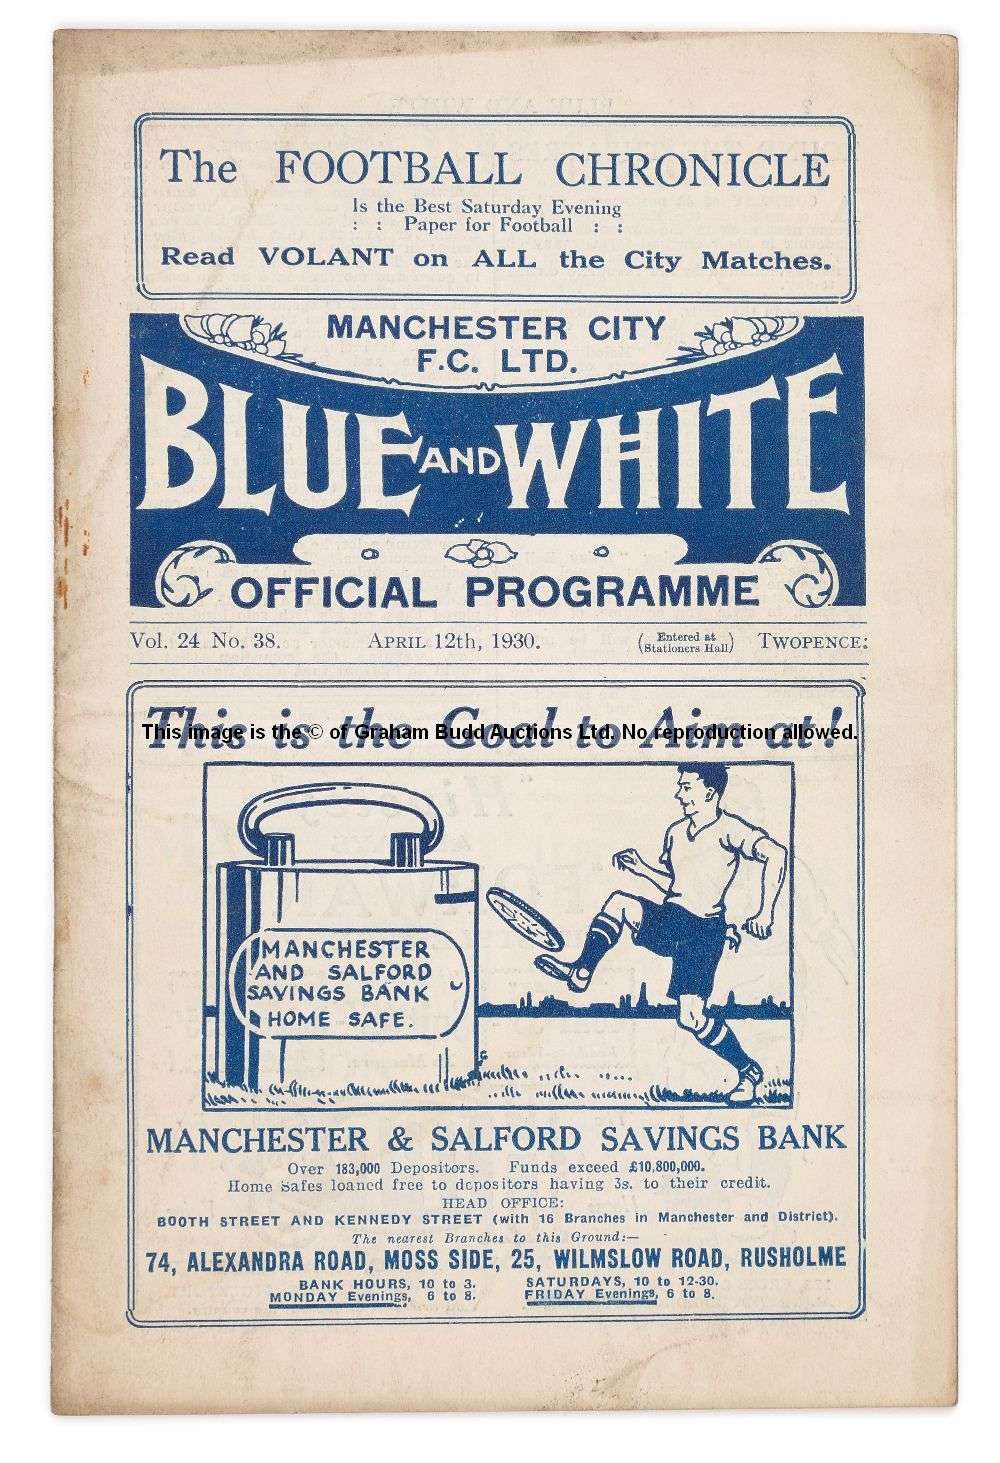 The FOOTBALL CHRONICLE
Is the Best Saturday Evening
: : Paper for Football : :
Read VOLANT on ALL the City Matches.
MANCHESTER CITY
F.C. LTD.
BLUE AND WHITE
OFFICIAL PROGRAMME
Vol. 24 No. 38. APRIL 12th, 1930. (Entered at Stationers Hall) TWOPENCE:
This is the Goal to Aim at!
This image is the © of Graham Budd Auctions Ltd. No reproduction allowed.
MANCHESTER
AND SALFORD
SAVINGS BANK
HOME SAFE.
MANCHESTER & SALFORD SAVINGS BANK
Over 183,000 Depositors. Funds exceed £10,800,000.
Home Safes loaned free to depositors having 3s. to their credit.
HEAD OFFICE:
BOOTH STREET AND KENNEDY STREET (with 16 Branches in Manchester and District).
The nearest Branches to this Ground:—
74, ALEXANDRA ROAD, MOSS SIDE, 25, WILMSLOW ROAD, RUSHOLME
BANK HOURS, 10 to 3. SATURDAYS, 10 to 12-30.
MONDAY Evenings, 6 to 8. FRIDAY Evenings, 6 to 8.